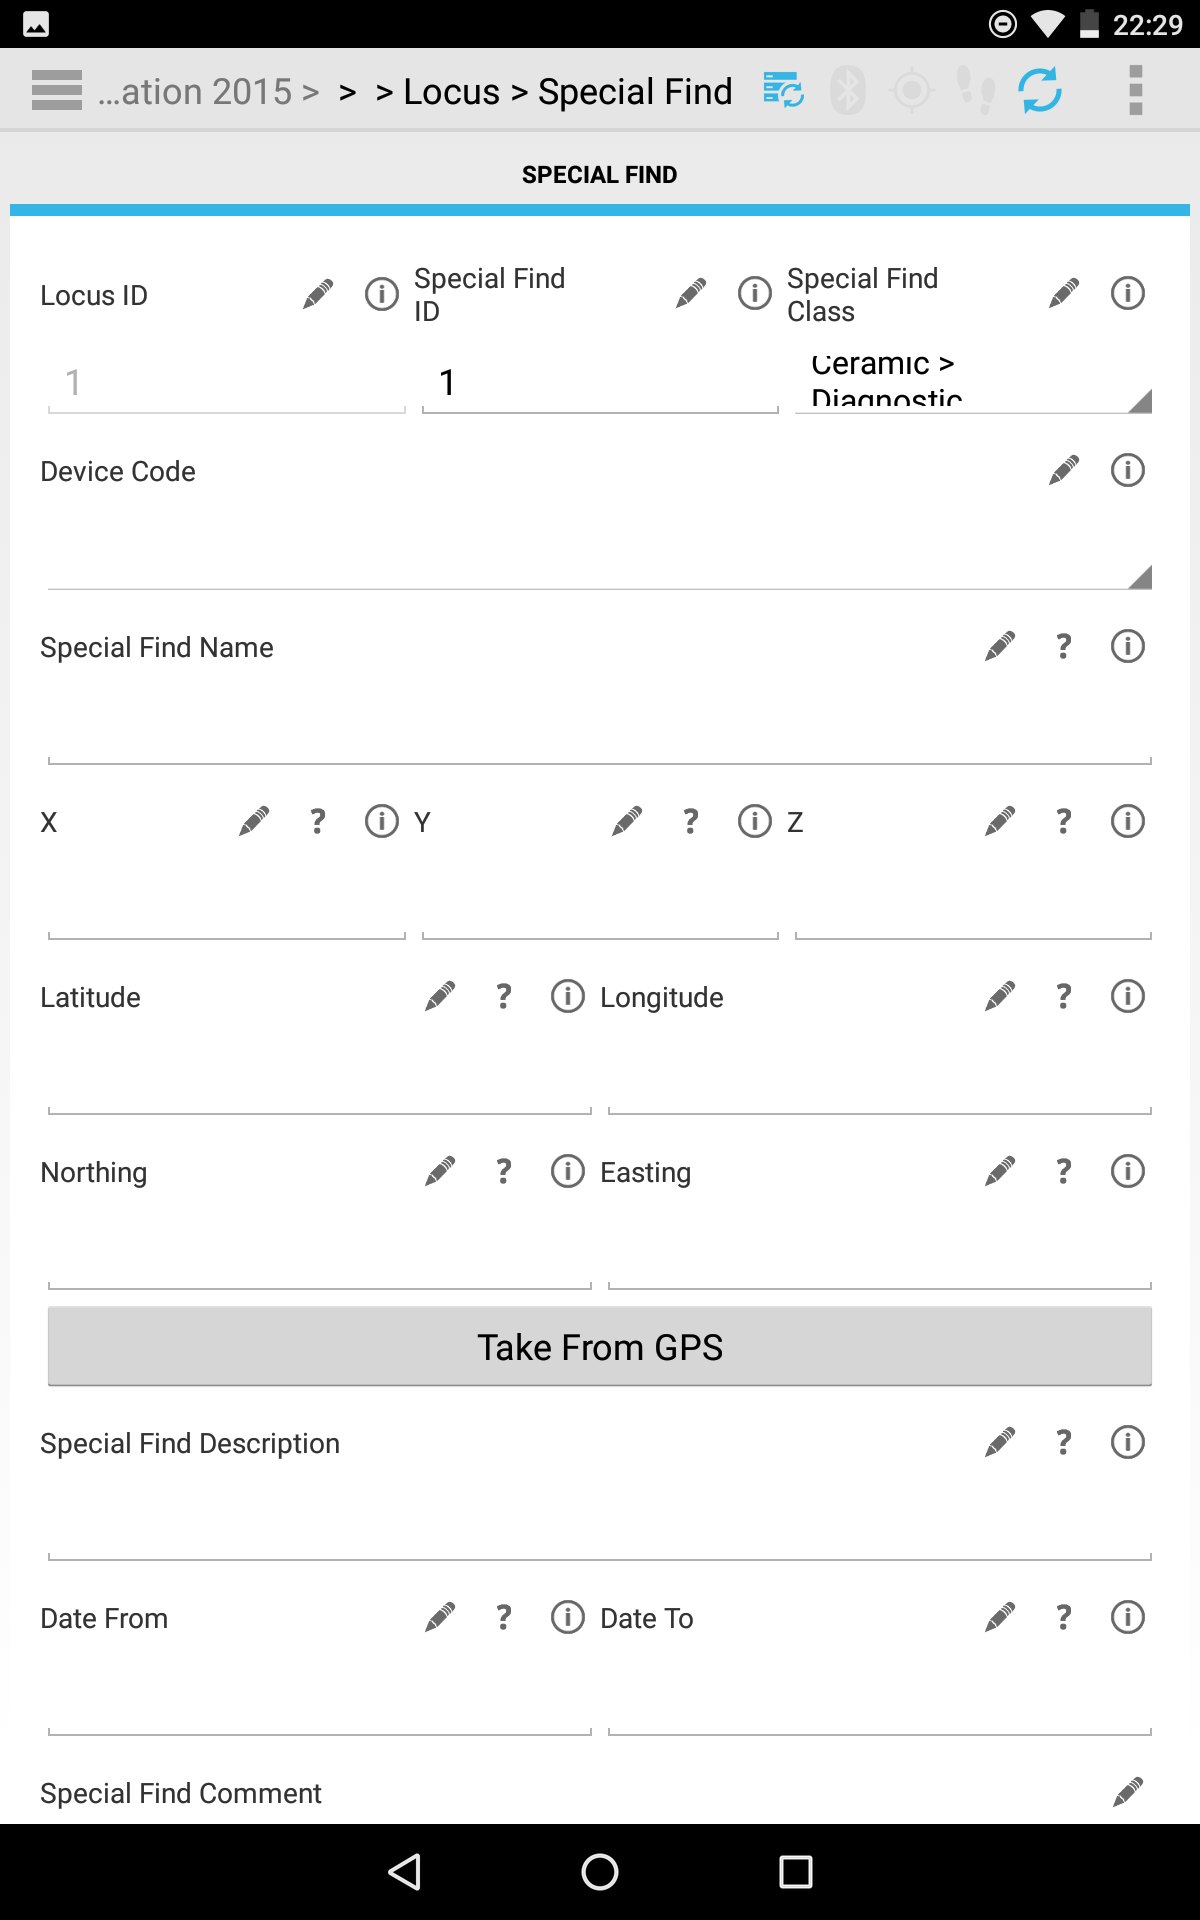 22:29
...ation 2015 > > > Locus > Special Find
SPECIAL FIND
Locus ID
Special Find
ID
Special Find
Class
1
1
Ceramic >
Diagnostic
Device Code
Special Find Name
?
X
?
Y
?
Z
?
Latitude
?
Longitude
?
Northing
?
Easting
?
Take From GPS
Special Find Description
?
Date From
?
Date To
?
Special Find Comment